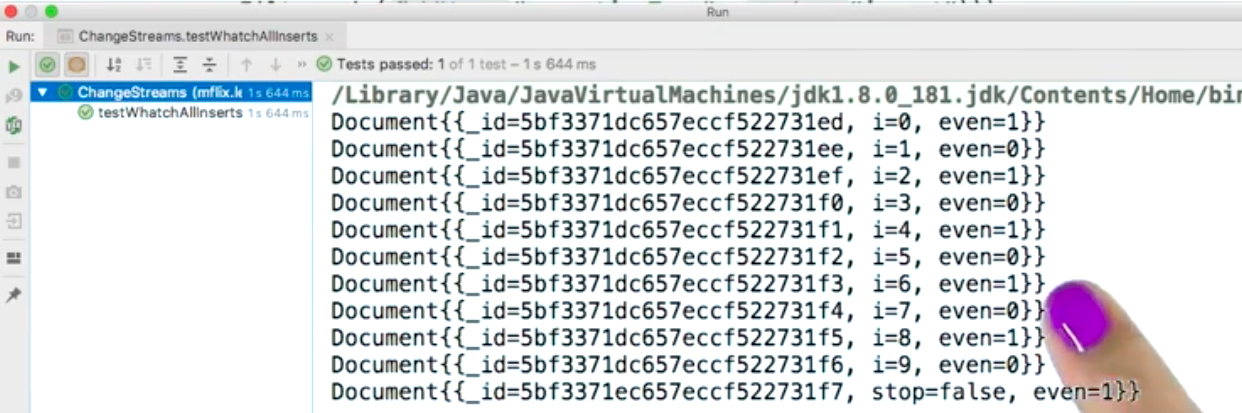 Run
Run: ChangeStreams.testWhatchAllInserts ×
Tests passed: 1 of 1 test – 1 s 644 ms
ChangeStreams (mflix.le 1 s 644 ms
testWhatchAllInserts 1 s 644 ms
/Library/Java/JavaVirtualMachines/jdk1.8.0_181.jdk/Contents/Home/bin
Document{{_id=5bf3371dc657eccf522731ed, i=0, even=1}}
Document{{_id=5bf3371dc657eccf522731ee, i=1, even=0}}
Document{{_id=5bf3371dc657eccf522731ef, i=2, even=1}}
Document{{_id=5bf3371dc657eccf522731f0, i=3, even=0}}
Document{{_id=5bf3371dc657eccf522731f1, i=4, even=1}}
Document{{_id=5bf3371dc657eccf522731f2, i=5, even=0}}
Document{{_id=5bf3371dc657eccf522731f3, i=6, even=1}}
Document{{_id=5bf3371dc657eccf522731f4, i=7, even=0}}
Document{{_id=5bf3371dc657eccf522731f5, i=8, even=1}}
Document{{_id=5bf3371dc657eccf522731f6, i=9, even=0}}
Document{{_id=5bf3371ec657eccf522731f7, stop=false, even=1}}